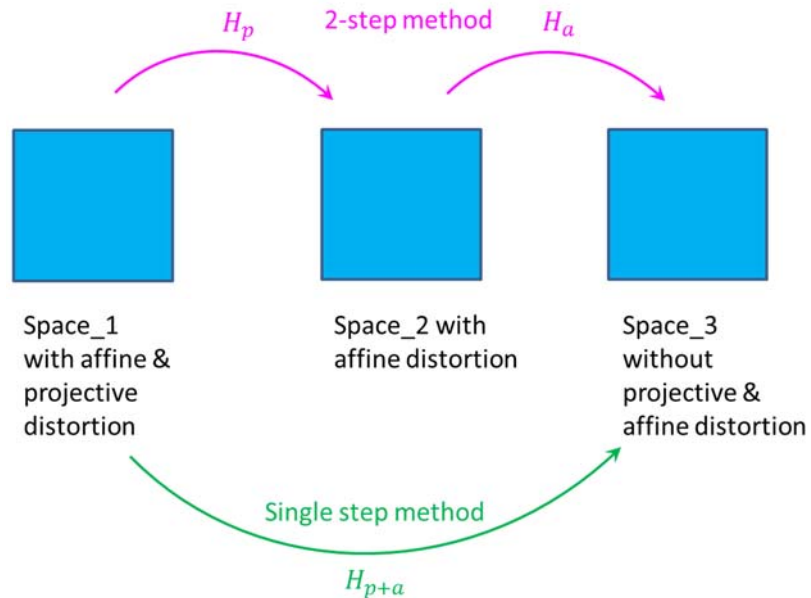 H_p 2-step method H_a
Space_1
with affine &
projective
distortion
Space_2 with
affine distortion
Space_3
without
projective &
affine distortion
Single step method
H_{p+a}